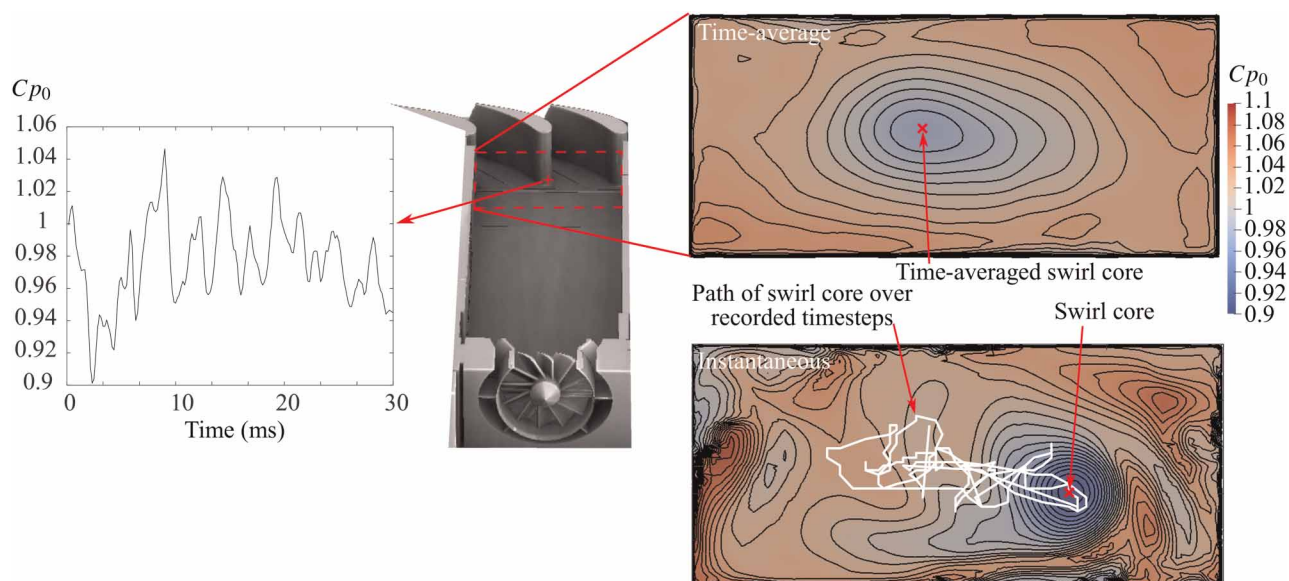 Cp0
1.06
1.04
1.02
1
0.98
0.96
0.94
0.92
0.9
0
10
20
30
Time (ms)
Time-average
Time-averaged swirl core
Path of swirl core over
recorded timesteps
Swirl core
Instantaneous
Cp0
1.1
1.08
1.06
1.04
1.02
1
0.98
0.96
0.94
0.92
0.9